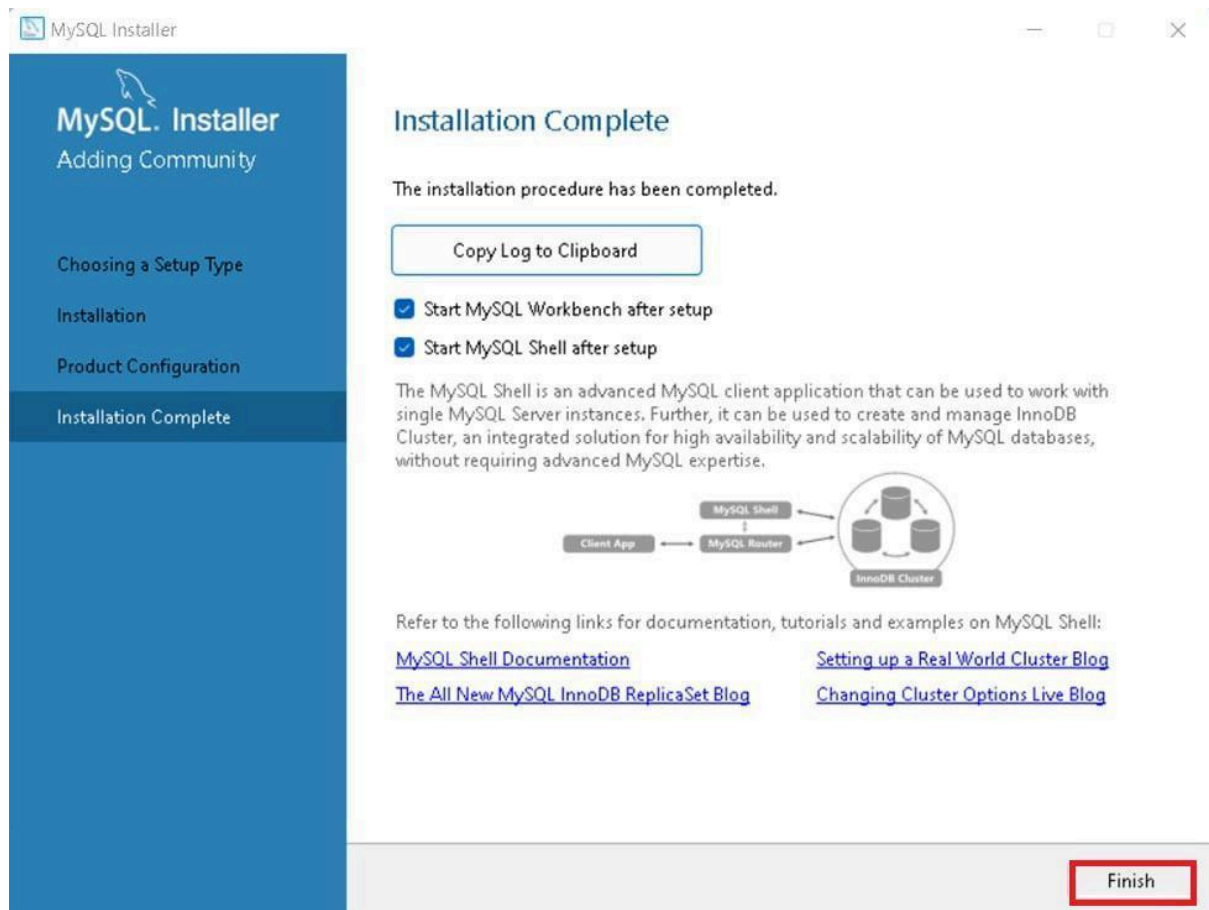 MySQL Installer
MySQL. Installer
Adding Community
Choosing a Setup Type
Installation
Product Configuration
Installation Complete
Installation Complete
The installation procedure has been completed.
Copy Log to Clipboard
Start MySQL Workbench after setup
Start MySQL Shell after setup
The MySQL Shell is an advanced MySQL client application that can be used to work with
single MySQL Server instances. Further, it can be used to create and manage InnoDB
Cluster, an integrated solution for high availability and scalability of MySQL databases,
without requiring advanced MySQL expertise.
MySQL Shell
Client App
MySQL Router
InnoDB Cluster
Refer to the following links for documentation, tutorials and examples on MySQL Shell:
MySQL Shell Documentation
Setting up a Real World Cluster Blog
The All New MySQL InnoDB ReplicaSet Blog
Changing Cluster Options Live Blog
Finish